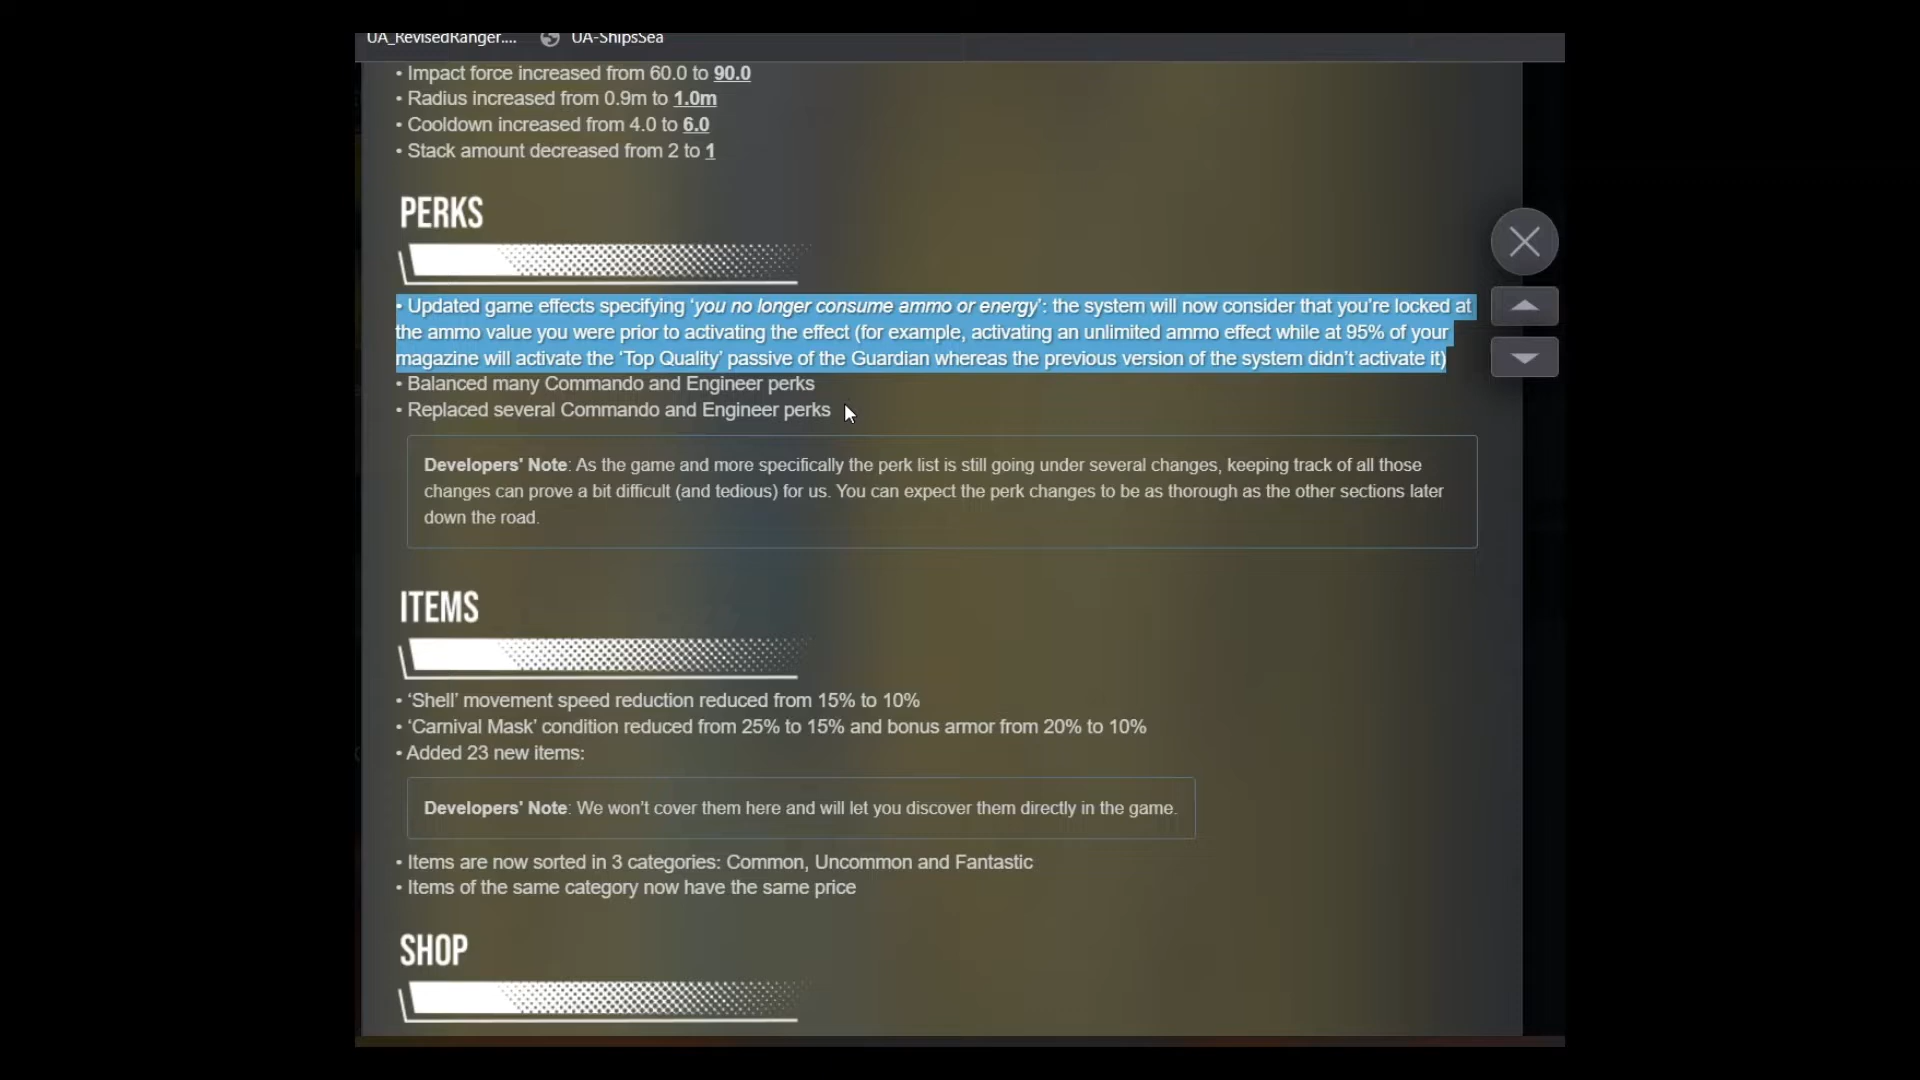 UA_RevisedRanger.... UA-ShipsSea
• Impact force increased from 60.0 to 90.0
• Radius increased from 0.9m to 1.0m
• Cooldown increased from 4.0 to 6.0
• Stack amount decreased from 2 to 1
PERKS
• Updated game effects specifying ‘you no longer consume ammo or energy’: the system will now consider that you’re locked at
the ammo value you were prior to activating the effect (for example, activating an unlimited ammo effect while at 95% of your
magazine will activate the ‘Top Quality’ passive of the Guardian whereas the previous version of the system didn’t activate it)
• Balanced many Commando and Engineer perks
• Replaced several Commando and Engineer perks
Developers' Note: As the game and more specifically the perk list is still going under several changes, keeping track of all those
changes can prove a bit difficult (and tedious) for us. You can expect the perk changes to be as thorough as the other sections later
down the road.
ITEMS
• ‘Shell’ movement speed reduction reduced from 15% to 10%
• ‘Carnival Mask’ condition reduced from 25% to 15% and bonus armor from 20% to 10%
• Added 23 new items:
Developers' Note: We won’t cover them here and will let you discover them directly in the game.
• Items are now sorted in 3 categories: Common, Uncommon and Fantastic
• Items of the same category now have the same price
SHOP